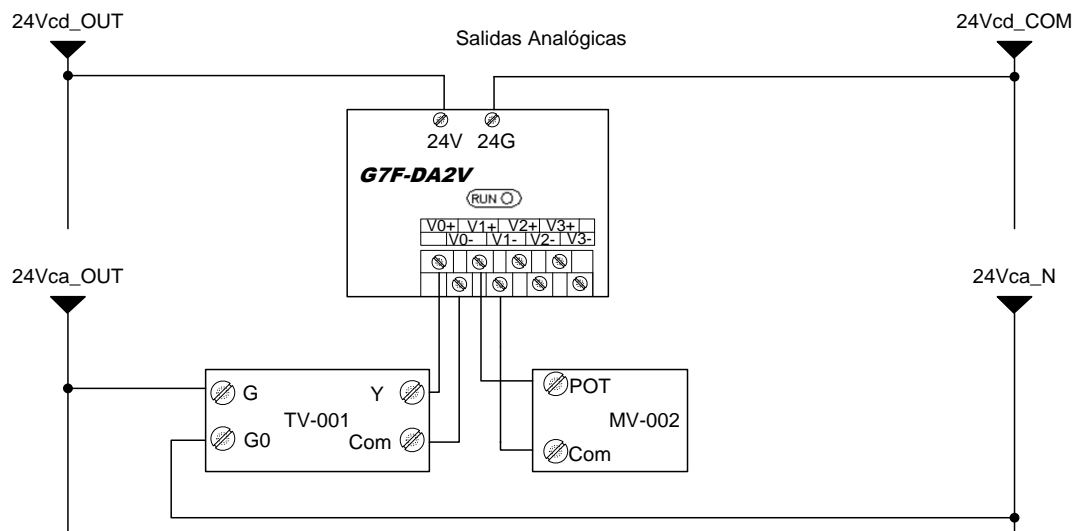 24Vcd_OUT
24Vcd_COM
Salidas Analógicas
24V 24G
G7F-DA2V
RUN
V0+ V1+ V2+ V3+
V0- V1- V2- V3-
24Vca_OUT
24Vca_N
G
Y
TV-001
G0
Com
POT
MV-002
Com